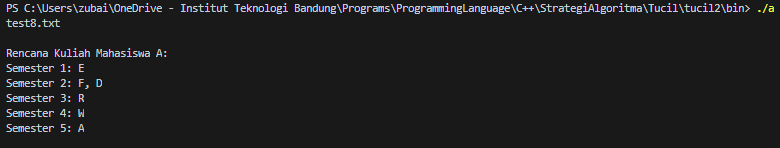 PS C:\Users\zubai\OneDrive - Institut Teknologi Bandung\Programs\ProgrammingLanguage\C++\StrategiAlgoritma\Tucil\tucil2\bin> ./a
test8.txt
Rencana Kuliah Mahasiswa A:
Semester 1: E
Semester 2: F, D
Semester 3: R
Semester 4: W
Semester 5: A